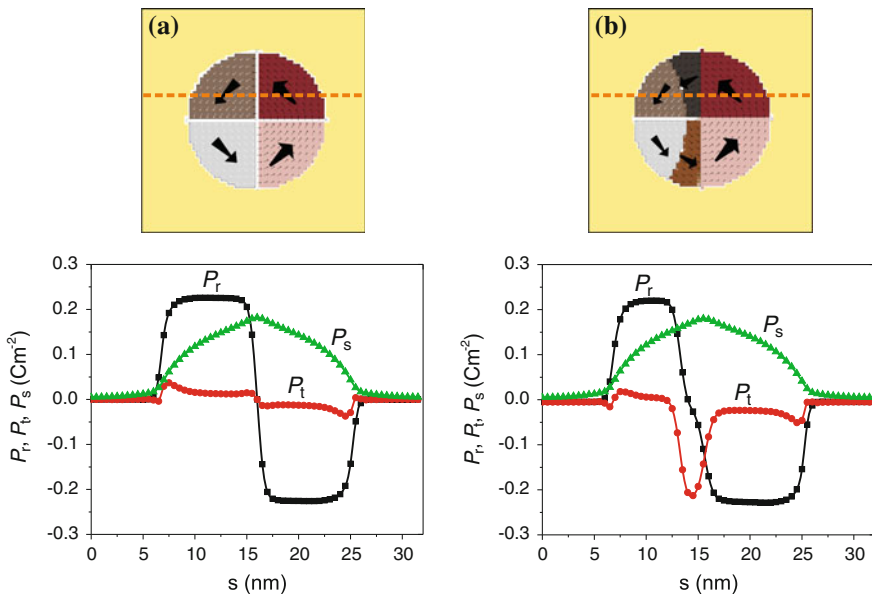 (a)
(b)
0.3
0.2
0.1
0.0
-0.1
-0.2
-0.3
Pr, Pt, Ps (Cm-2)
Pr
Ps
Pt
0 5 10 15 20 25 30
s (nm)
0.3
0.2
0.1
0.0
-0.1
-0.2
-0.3
Pr, Pt, Ps (Cm-2)
Pr
Ps
Pt
0 5 10 15 20 25 30
s (nm)